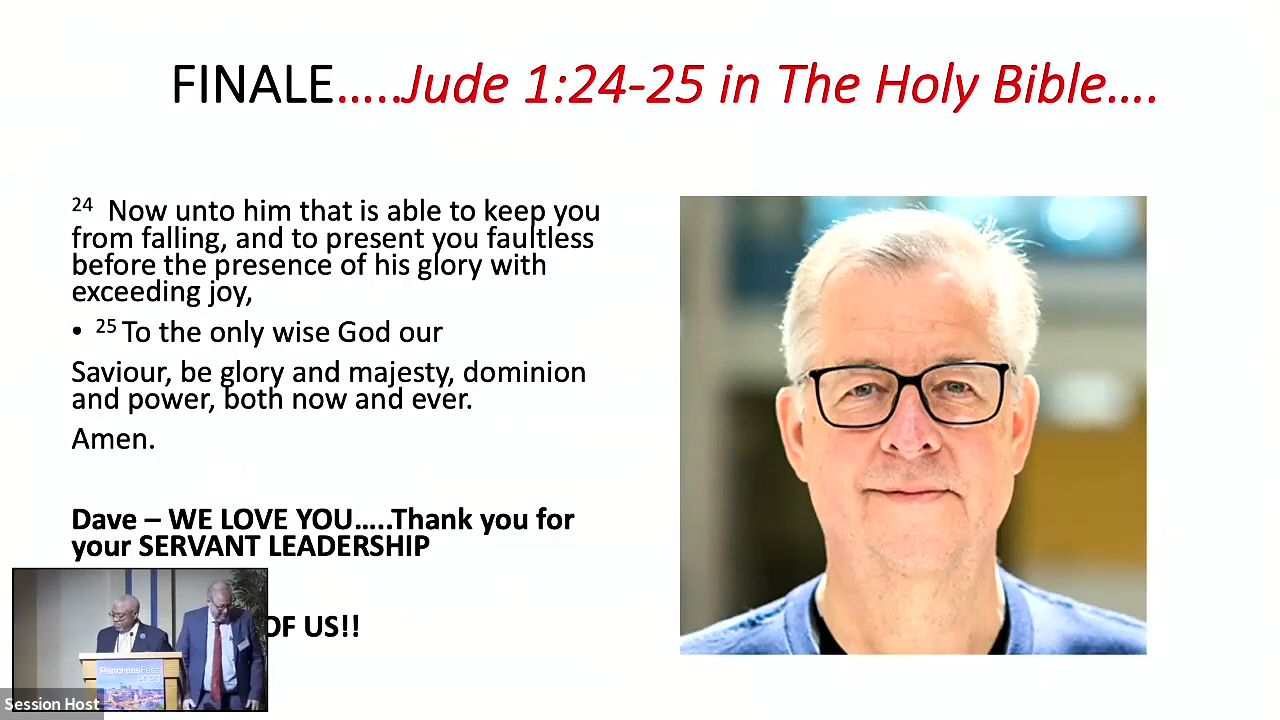 FINALE…..Jude 1:24-25 in The Holy Bible….
24 Now unto him that is able to keep you
from falling, and to present you faultless
before the presence of his glory with
exceeding joy,
• 25 To the only wise God our
Saviour, be glory and majesty, dominion
and power, both now and ever.
Amen.
Dave – WE LOVE YOU…..Thank you for
your SERVANT LEADERSHIP
OF US!!
PancreasFest
2023
Session Host